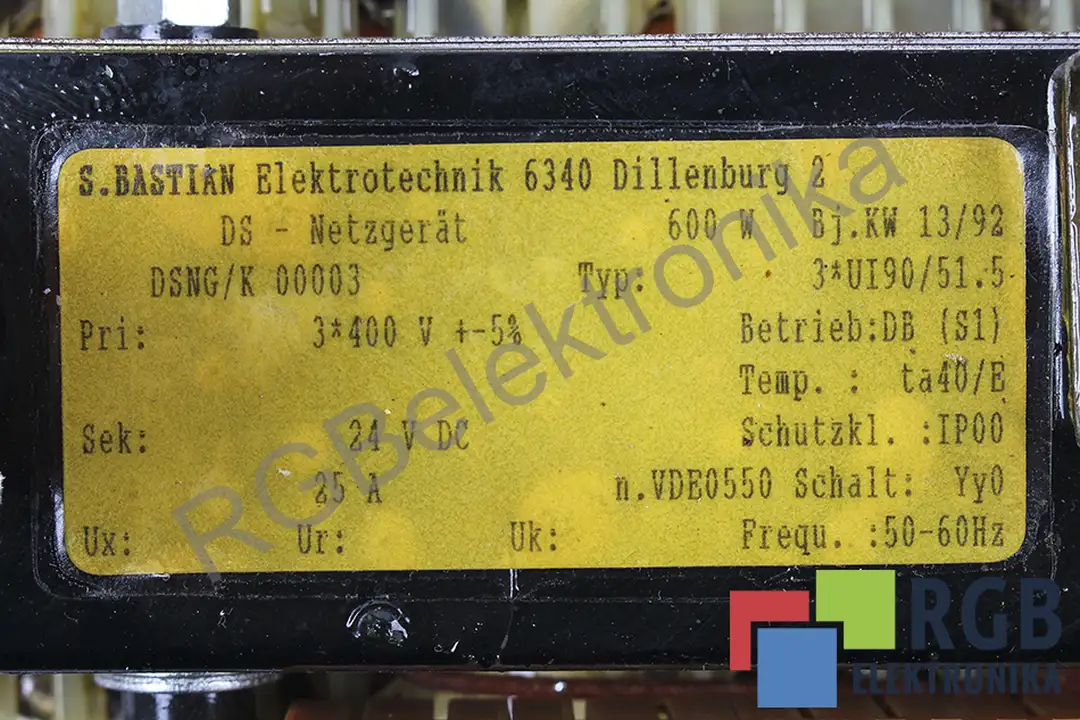 S.BASTIAN Elektrotechnik 6340 Dillenburg 2
DS - Netzgerät 600 W Bj.KW 13/92
DSNG/K 00003 Typ: 3*UI90/51.5
Pri: 3*400 V +-5% Betrieb:DB (S1)
Temp. : ta40/E
Sek: 24 V DC Schutzkl. :IP00
25 A n.VDE0550 Schalt: Yy0
Ux: Ur: Uk: Frequ. :50-60Hz
RGBelektronika
RGB
ELEKTRONIKA